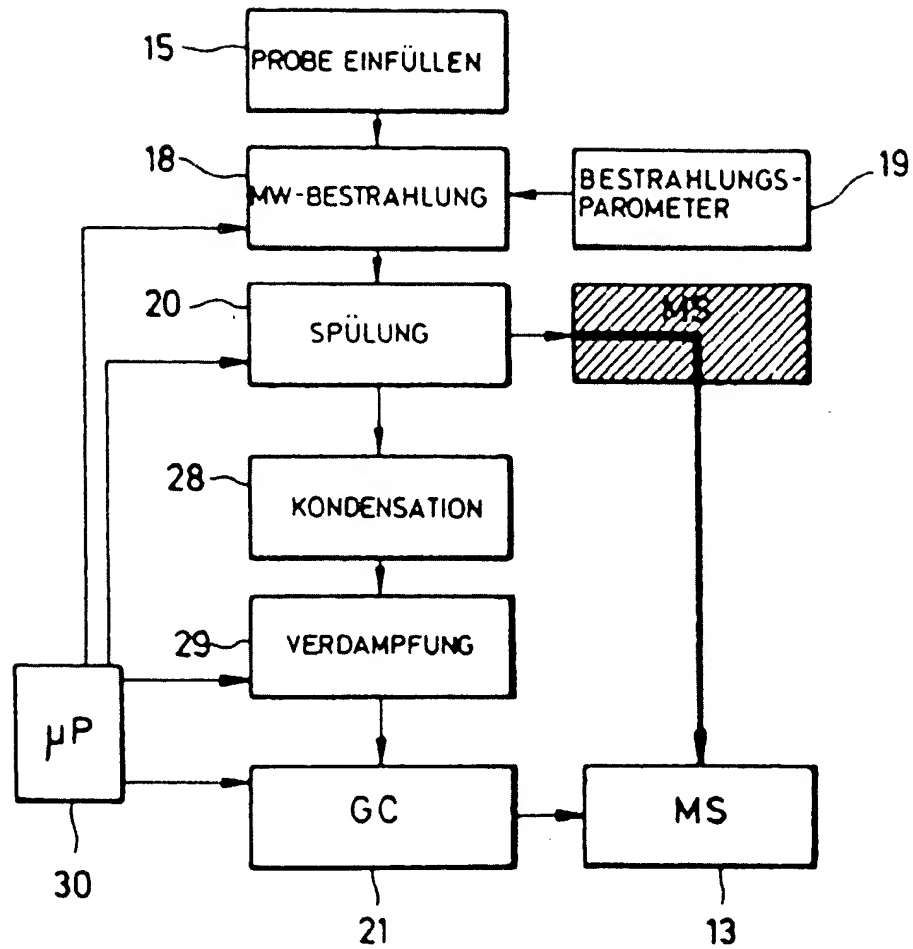 15
PROBE EINFÜLLEN
18
MW-BESTRAHLUNG
BESTRAHLUNGS-
PAROMETER
19
20
SPÜLUNG
MS
28
KONDENSATION
29
VERDAMPFUNG
µP
30
GC
21
MS
13